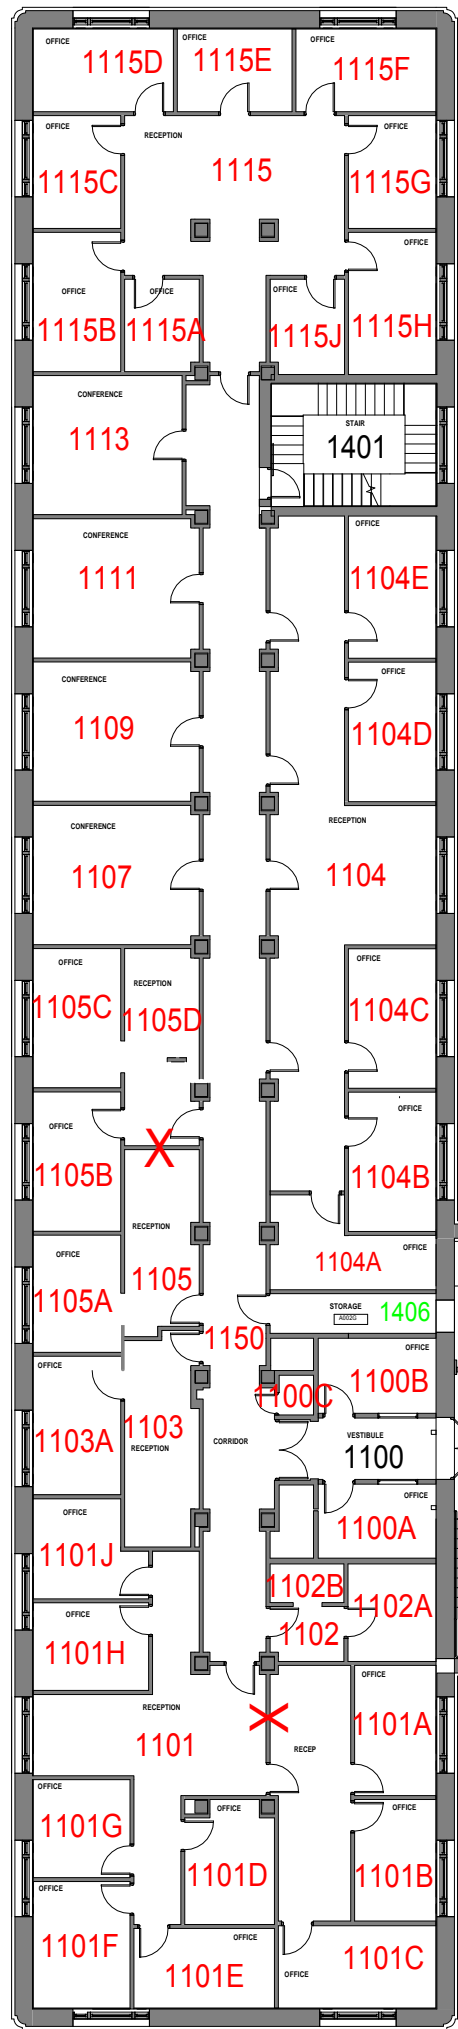 OFFICE
1115D
OFFICE
1115E
OFFICE
1115F
OFFICE
1115C
RECEPTION
1115
OFFICE
1115G
OFFICE
1115B
OFFICE
1115A
OFFICE
1115J
OFFICE
1115H
CONFERENCE
1113
STAIR
1401
CONFERENCE
1111
OFFICE
1104E
CONFERENCE
1109
OFFICE
1104D
CONFERENCE
1107
RECEPTION
1104
OFFICE
1105C
RECEPTION
1105D
OFFICE
1104C
OFFICE
1105B
X
OFFICE
1104B
RECEPTION
1105
OFFICE
1104A
OFFICE
1105A
1150
STORAGE
A002G
1406
OFFICE
1103A
1103
RECEPTION
1100C
OFFICE
1100B
CORRIDOR
VESTIBULE
1100
OFFICE
1100A
OFFICE
1101J
1102B
1102
1102A
OFFICE
1101H
RECEPTION
1101
X
RECEP
OFFICE
1101A
OFFICE
1101G
OFFICE
1101D
OFFICE
1101B
OFFICE
1101F
OFFICE
1101E
OFFICE
1101C